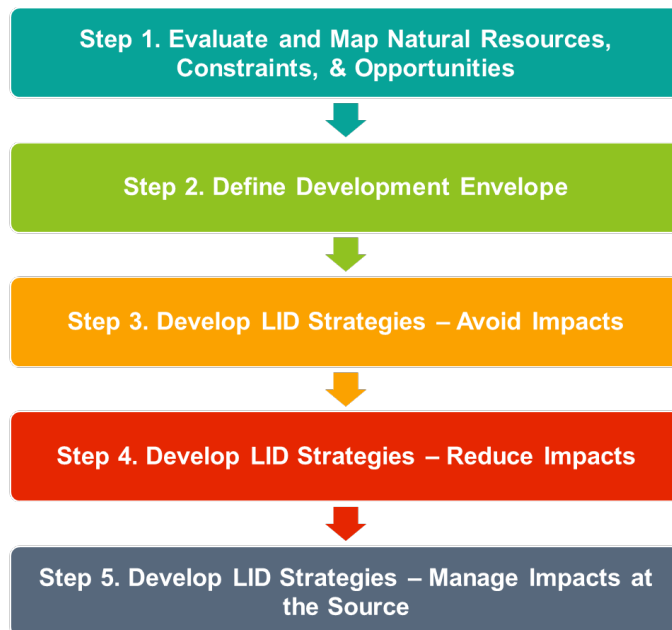 Step 1. Evaluate and Map Natural Resources,
Constraints, & Opportunities
Step 2. Define Development Envelope
Step 3. Develop LID Strategies – Avoid Impacts
Step 4. Develop LID Strategies – Reduce Impacts
Step 5. Develop LID Strategies – Manage Impacts at
the Source